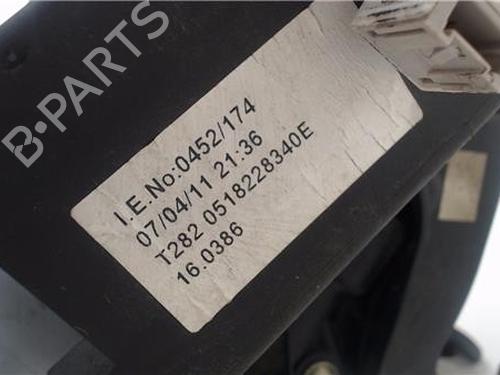 B-PARTS
I.E.No:0452/174
07/04/11 21:36
T282 0518228340E
16.0386